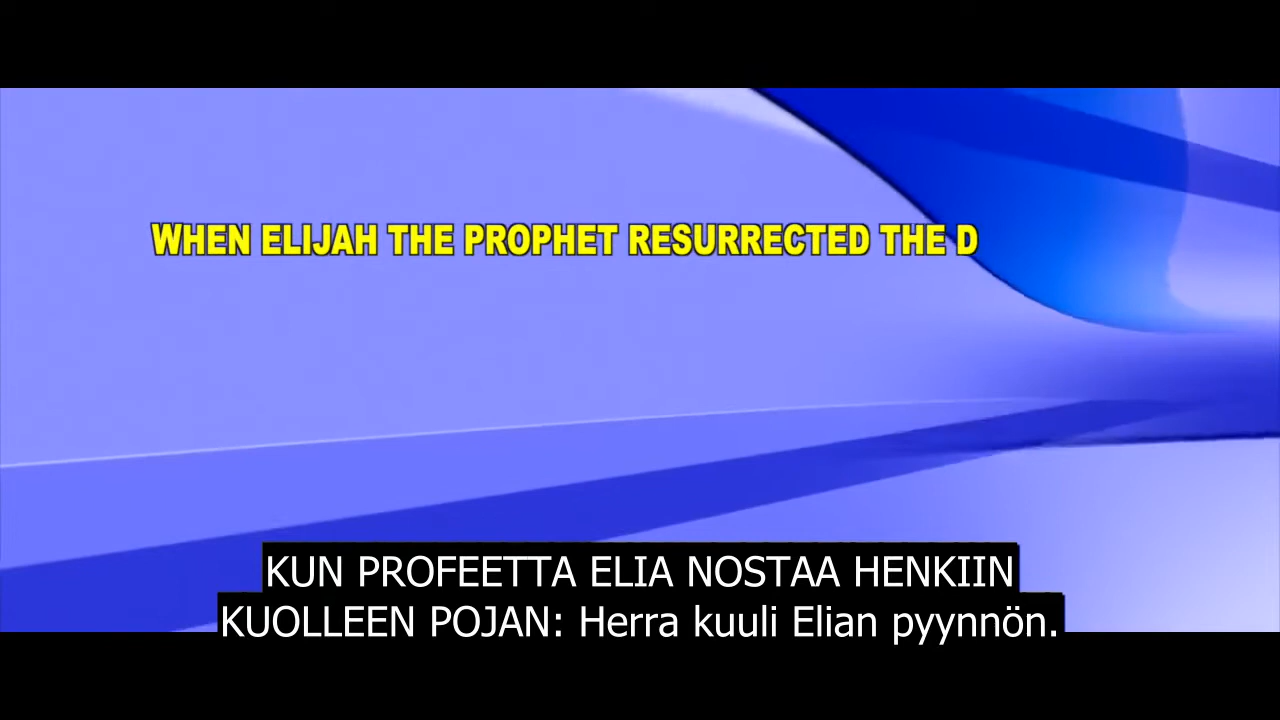 WHEN ELIJAH THE PROPHET RESURRECTED THE D
KUN PROFEETTA ELIA NOSTAA HENKIIN
KUOLLEEN POJAN: Herra kuuli Elian pyynnön.